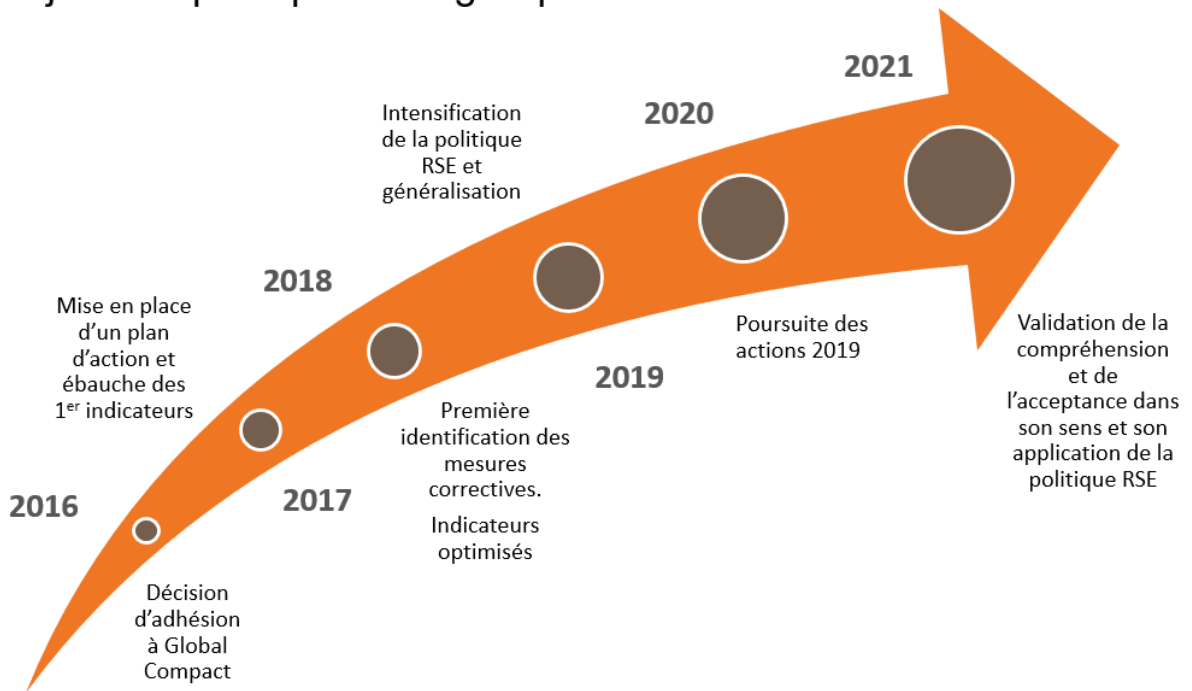 2016
Décision
d’adhésion
à Global
Compact
Mise en place
d’un plan
d’action et
ébauche des
1er indicateurs
2017
2018
Première
identification des
mesures
correctives.
Indicateurs
optimisés
Intensification
de la politique
RSE et
généralisation
2019
2020
Poursuite des
actions 2019
2021
Validation de la
compréhension
et de
l’acceptance dans
son sens et son
application de la
politique RSE